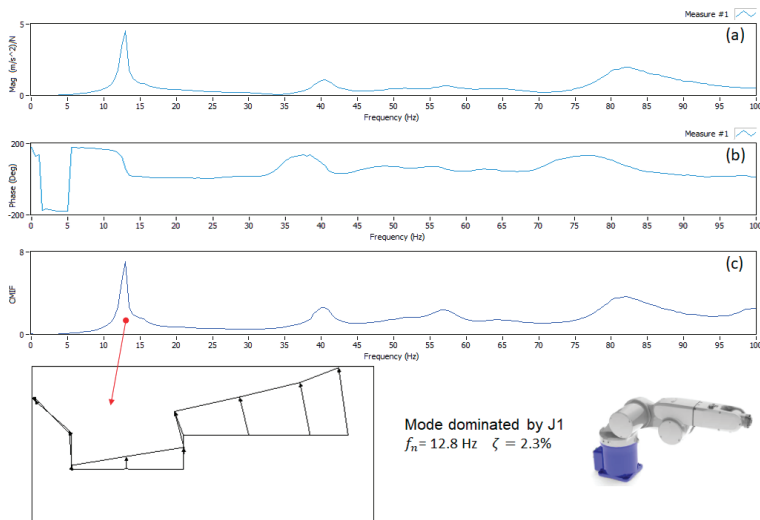 Measure #1
(a)
5
Mag (m/s^2)/N
0
0 5 10 15 20 25 30 35 40 45 50 55 60 65 70 75 80 85 90 95 100
Frequency (Hz)
Measure #1
(b)
200
Phase (Deg)
-200
0 5 10 15 20 25 30 35 40 45 50 55 60 65 70 75 80 85 90 95 100
Frequency (Hz)
(c)
8
CMIF
0
0 5 10 15 20 25 30 35 40 45 50 55 60 65 70 75 80 85 90 95 100
Frequency (Hz)
Mode dominated by J1
fn= 12.8 Hz ζ = 2.3%